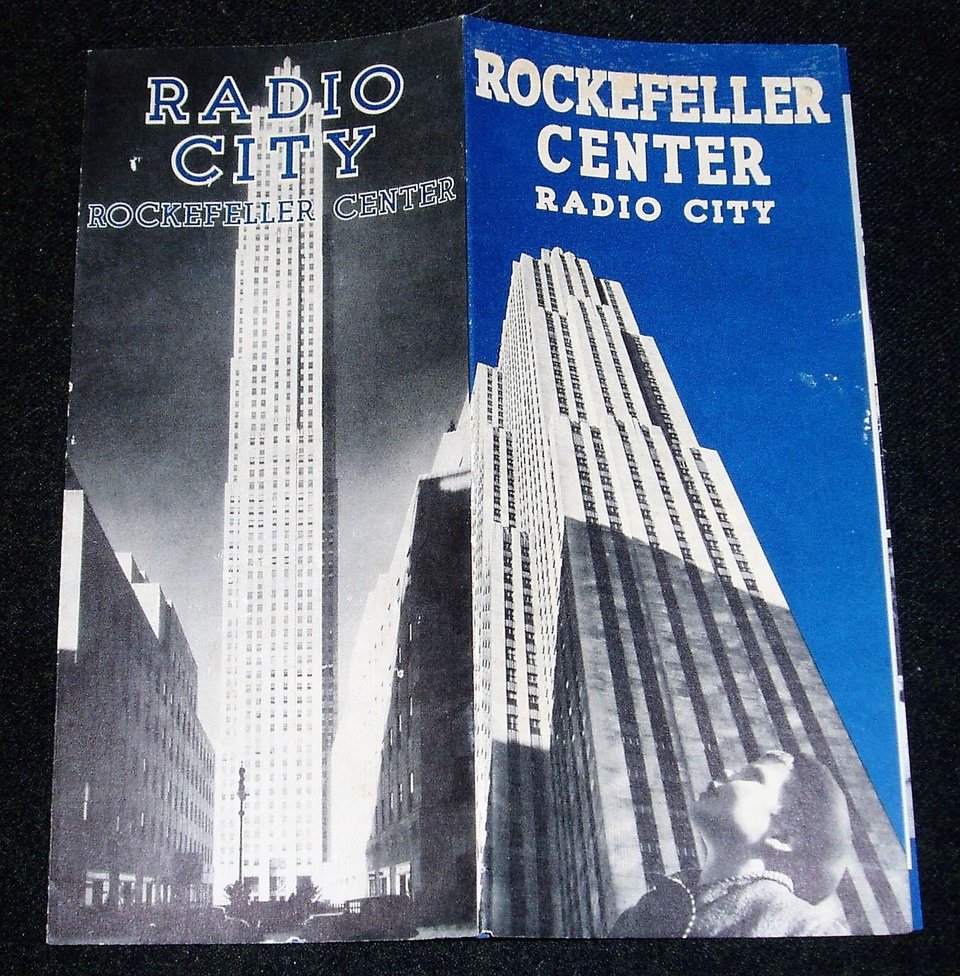 RADIO
CITY
ROCKEFELLER CENTER
ROCKEFELLER
CENTER
RADIO CITY